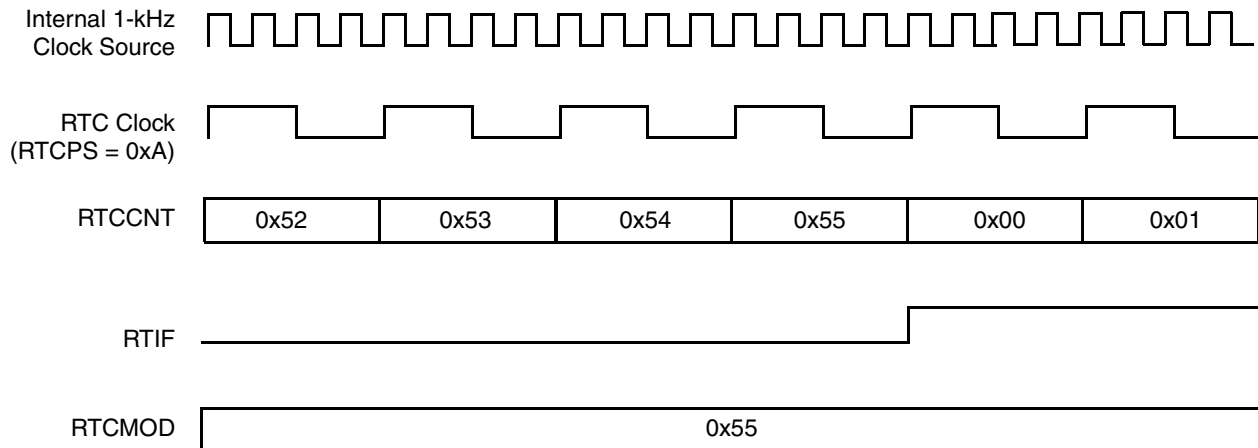 Internal 1-kHz
Clock Source
RTC Clock
(RTCPS = 0xA)
RTCCNT 0x52 0x53 0x54 0x55 0x00 0x01
RTIF
RTCMOD 0x55